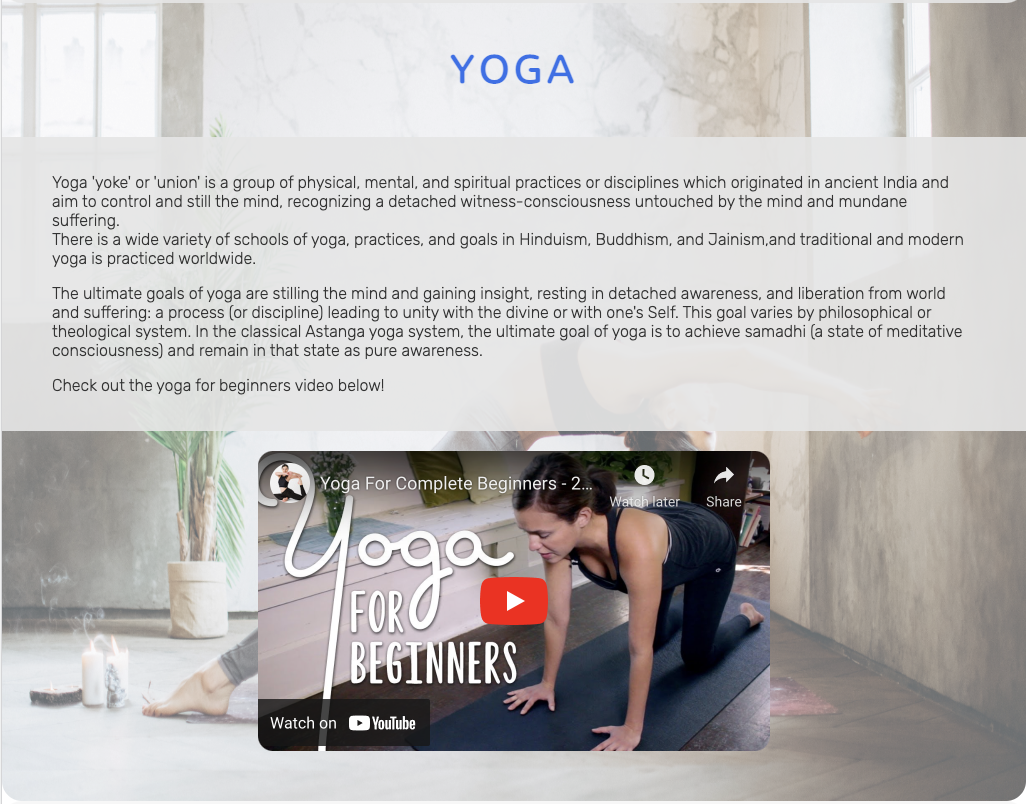 YOGA
Yoga 'yoke' or 'union' is a group of physical, mental, and spiritual practices or disciplines which originated in ancient India and
aim to control and still the mind, recognizing a detached witness-consciousness untouched by the mind and mundane
suffering.
There is a wide variety of schools of yoga, practices, and goals in Hinduism, Buddhism, and Jainism,and traditional and modern
yoga is practiced worldwide.
The ultimate goals of yoga are stilling the mind and gaining insight, resting in detached awareness, and liberation from world
and suffering: a process (or discipline) leading to unity with the divine or with one's Self. This goal varies by philosophical or
theological system. In the classical Astanga yoga system, the ultimate goal of yoga is to achieve samadhi (a state of meditative
consciousness) and remain in that state as pure awareness.
Check out the yoga for beginners video below!
Yoga For Complete Beginners - 2...
Watch later
Share
Yoga
FOR
BEGINNERS
Watch on YouTube